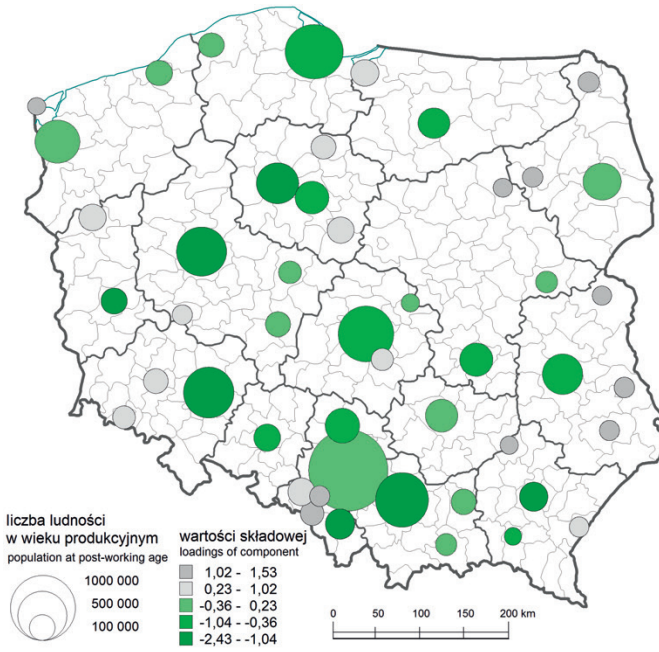 liczba ludności
w wieku produkcyjnym
population at post-working age
1000 000
500 000
100 000
wartości składowej
loadings of component
1,02 - 1,53
0,23 - 1,02
-0,36 - 0,23
-1,04 - -0,36
-2,43 - -1,04
0 50 100 150 200 km